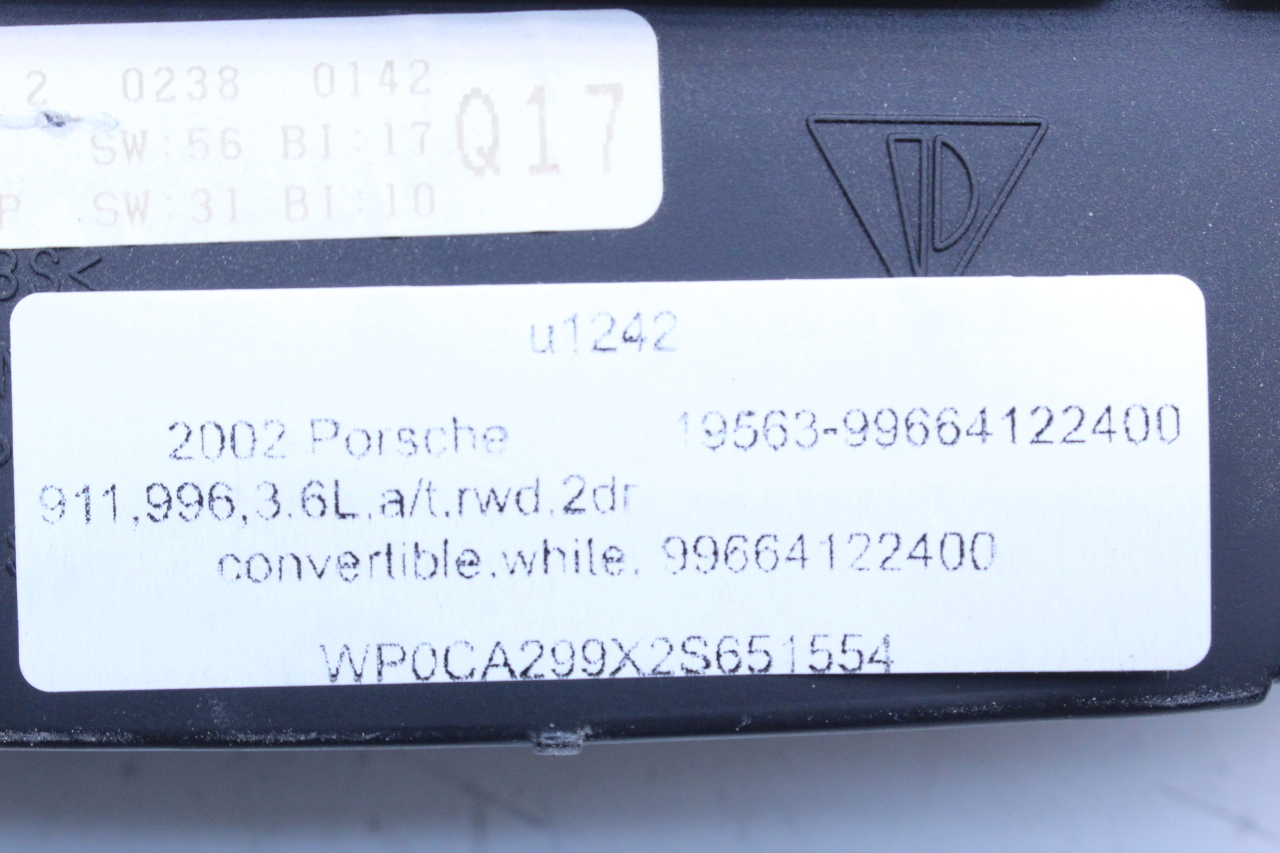 2 0238 0142
SW:56 BI:17 Q17
P SW:31 BI:10
BS<
u1242
2002 Porsche 19563-99664122400
911,996,3.6L,a/t,rwd,2dr
convertible,white, 99664122400
WP0CA299X2S651554